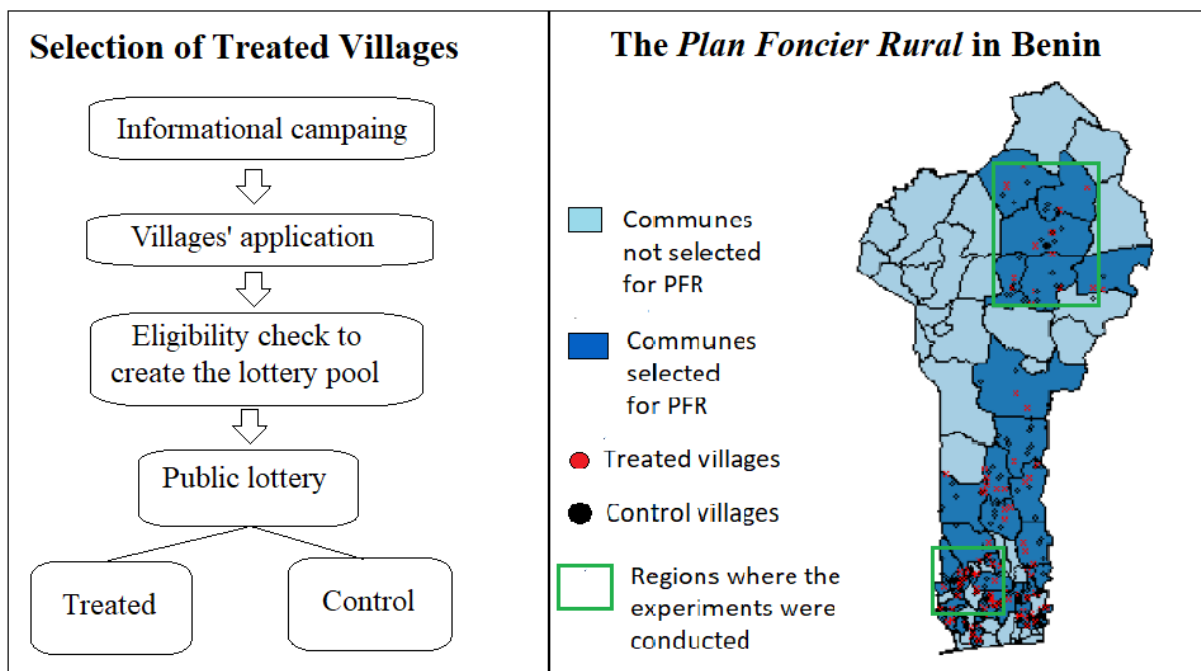 Selection of Treated Villages
Informational campaing
Villages' application
Eligibility check to
create the lottery pool
Public lottery
Treated
Control
The Plan Foncier Rural in Benin
Communes
not selected
for PFR
Communes
selected
for PFR
Treated villages
Control villages
Regions where the
experiments were
conducted